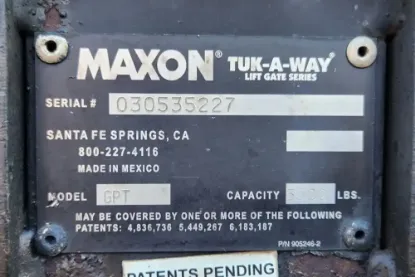 MAXON® TUK-A-WAY®
LIFT GATE SERIES
SERIAL # 030535227
SANTA FE SPRINGS, CA
800-227-4116
MADE IN MEXICO
MODEL GPT CAPACITY LBS.
MAY BE COVERED BY ONE OR MORE OF THE FOLLOWING
PATENTS: 4,836,736 5,449,267 6,183,187
P/N 905246-2
PATENTS PENDING